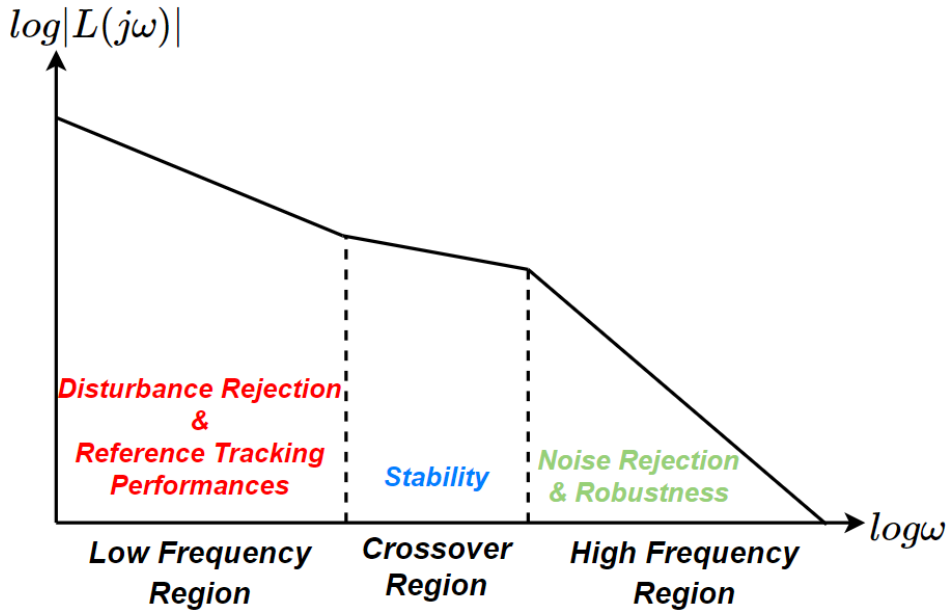 log|L(jω)|
Disturbance Rejection
&
Reference Tracking
Performances
Stability
Noise Rejection
& Robustness
logω
Low Frequency
Region
Crossover
Region
High Frequency
Region